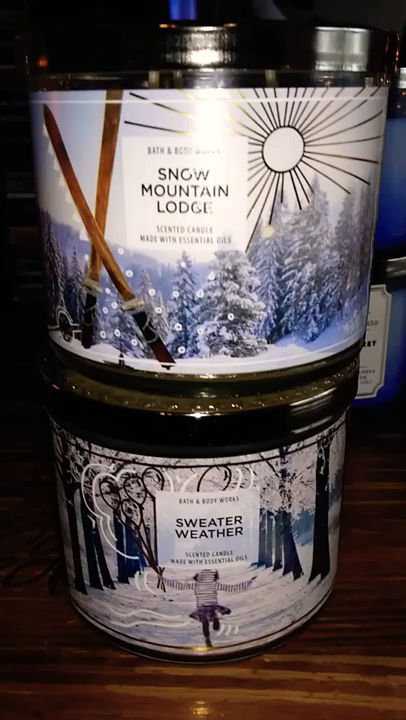 BATH & BODY WORKS
SNOW
MOUNTAIN
LODGE
SCENTED CANDLE
MADE WITH ESSENTIAL OILS
BATH & BODY WORKS
SWEATER
WEATHER
SCENTED CANDLE
MADE WITH ESSENTIAL OILS